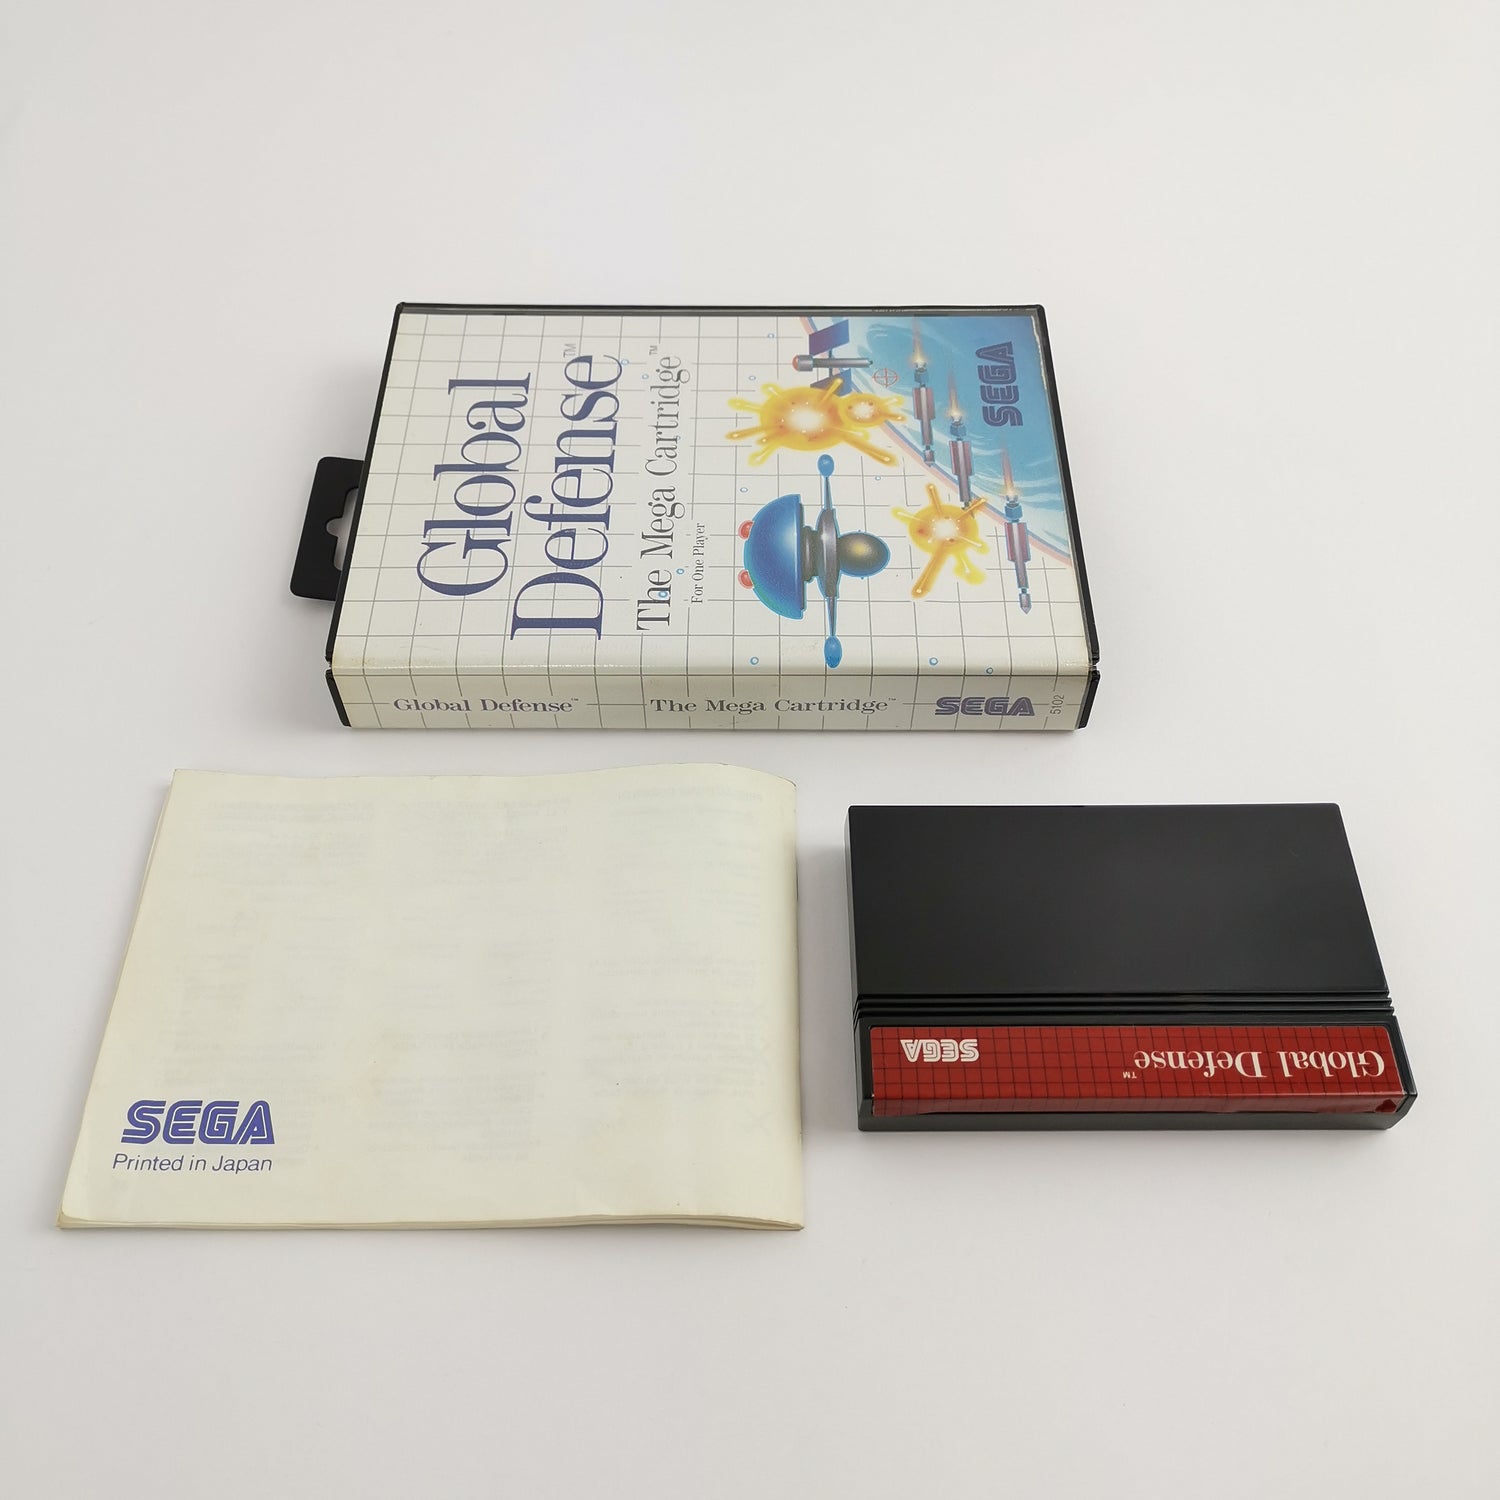 Global
Defense™
The Mega Cartridge™
For One Player
SEGA
Global Defense™
The Mega Cartridge™
SEGA
5102
SEGA
Printed in Japan
Global Defense™
SEGA